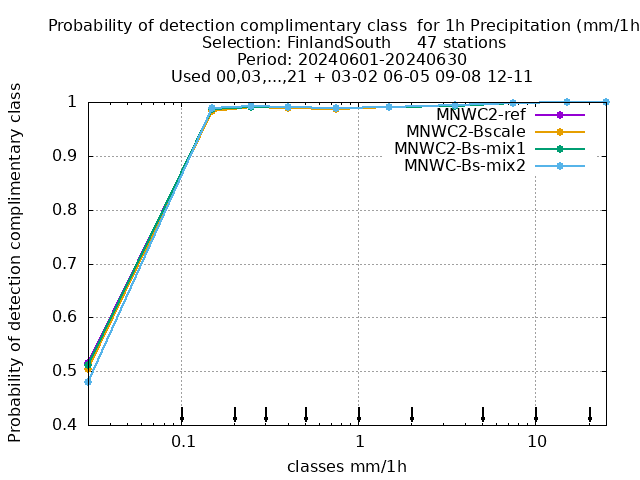 Probability of detection complimentary class  for 1h Precipitation (mm/1h
Selection: FinlandSouth     47 stations
Period: 20240601-20240630
Used 00,03,...,21 + 03-02 06-05 09-08 12-11
Probability of detection complimentary class
1
0.9
0.8
0.7
0.6
0.5
0.4
MNWC2-ref
MNWC2-Bscale
MNWC2-Bs-mix1
MNWC-Bs-mix2
0.1 1 10
classes mm/1h